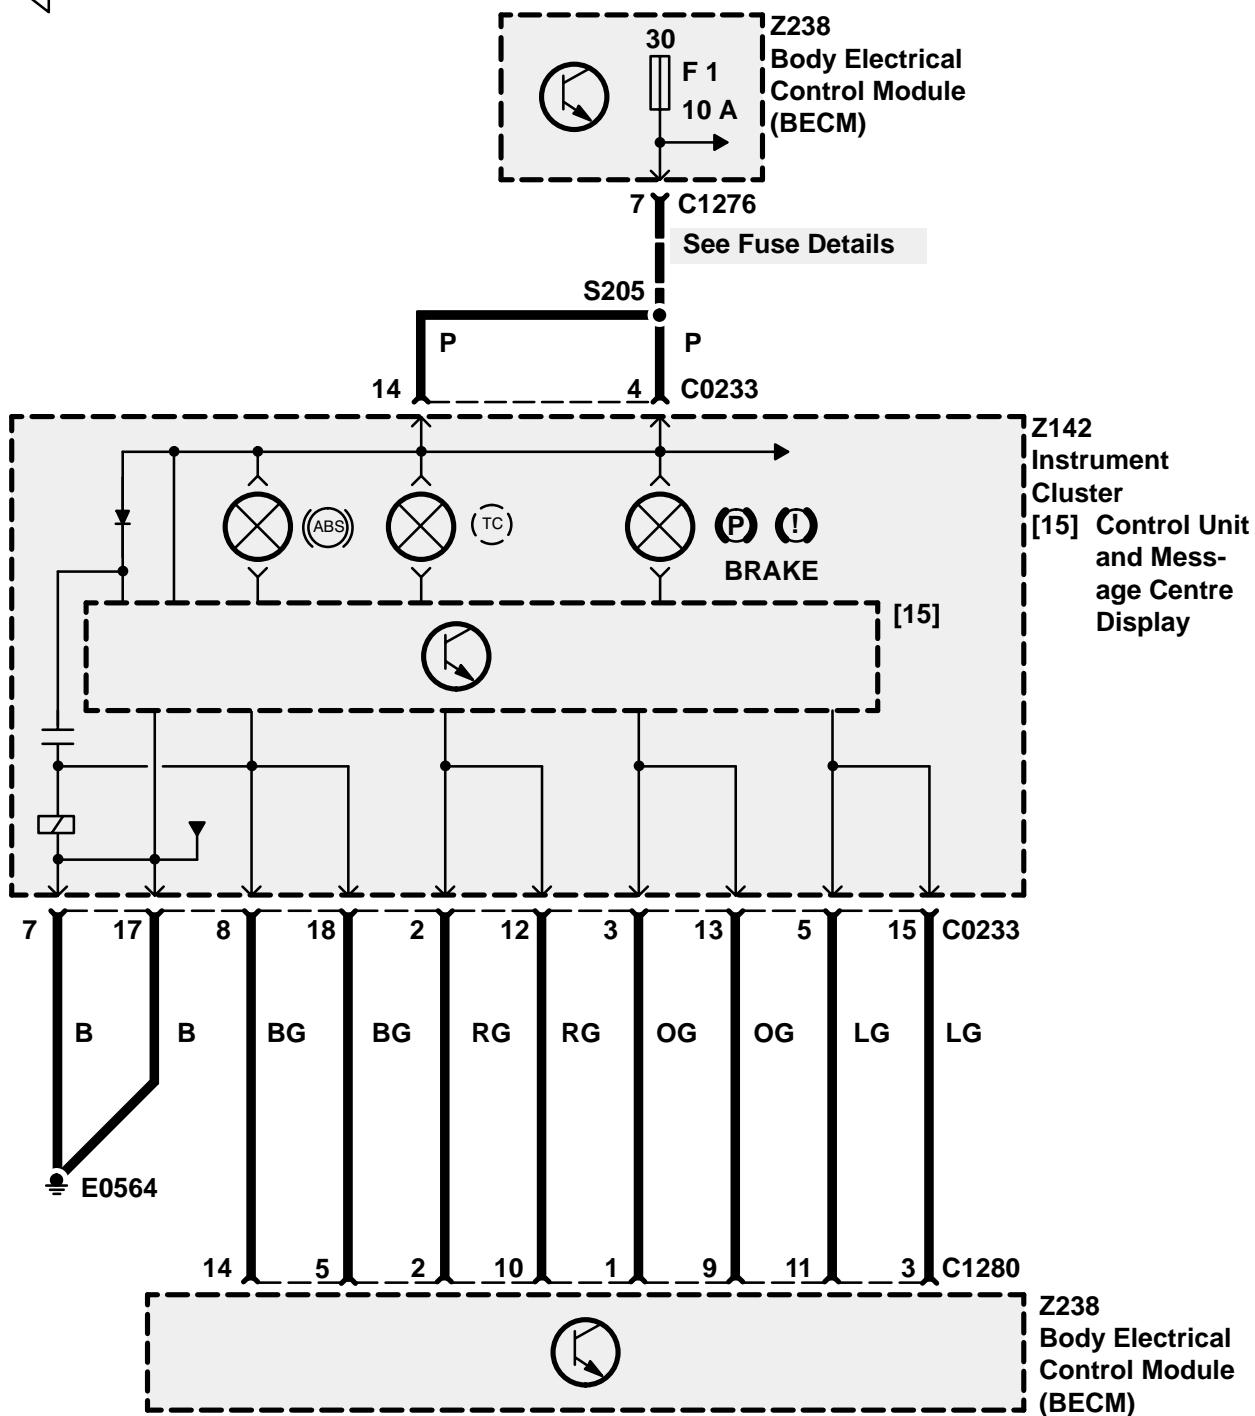 Z238
Body Electrical
Control Module
(BECM)
30
F 1
10 A
7 C1276
See Fuse Details
S205
P P
14 4 C0233
Z142
Instrument
Cluster
[15] Control Unit
and Mess-
age Centre
Display
ABS TC P !
BRAKE
[15]
7 17 8 18 2 12 3 13 5 15 C0233
B B BG BG RG RG OG OG LG LG
E0564
14 5 2 10 1 9 11 3 C1280
Z238
Body Electrical
Control Module
(BECM)